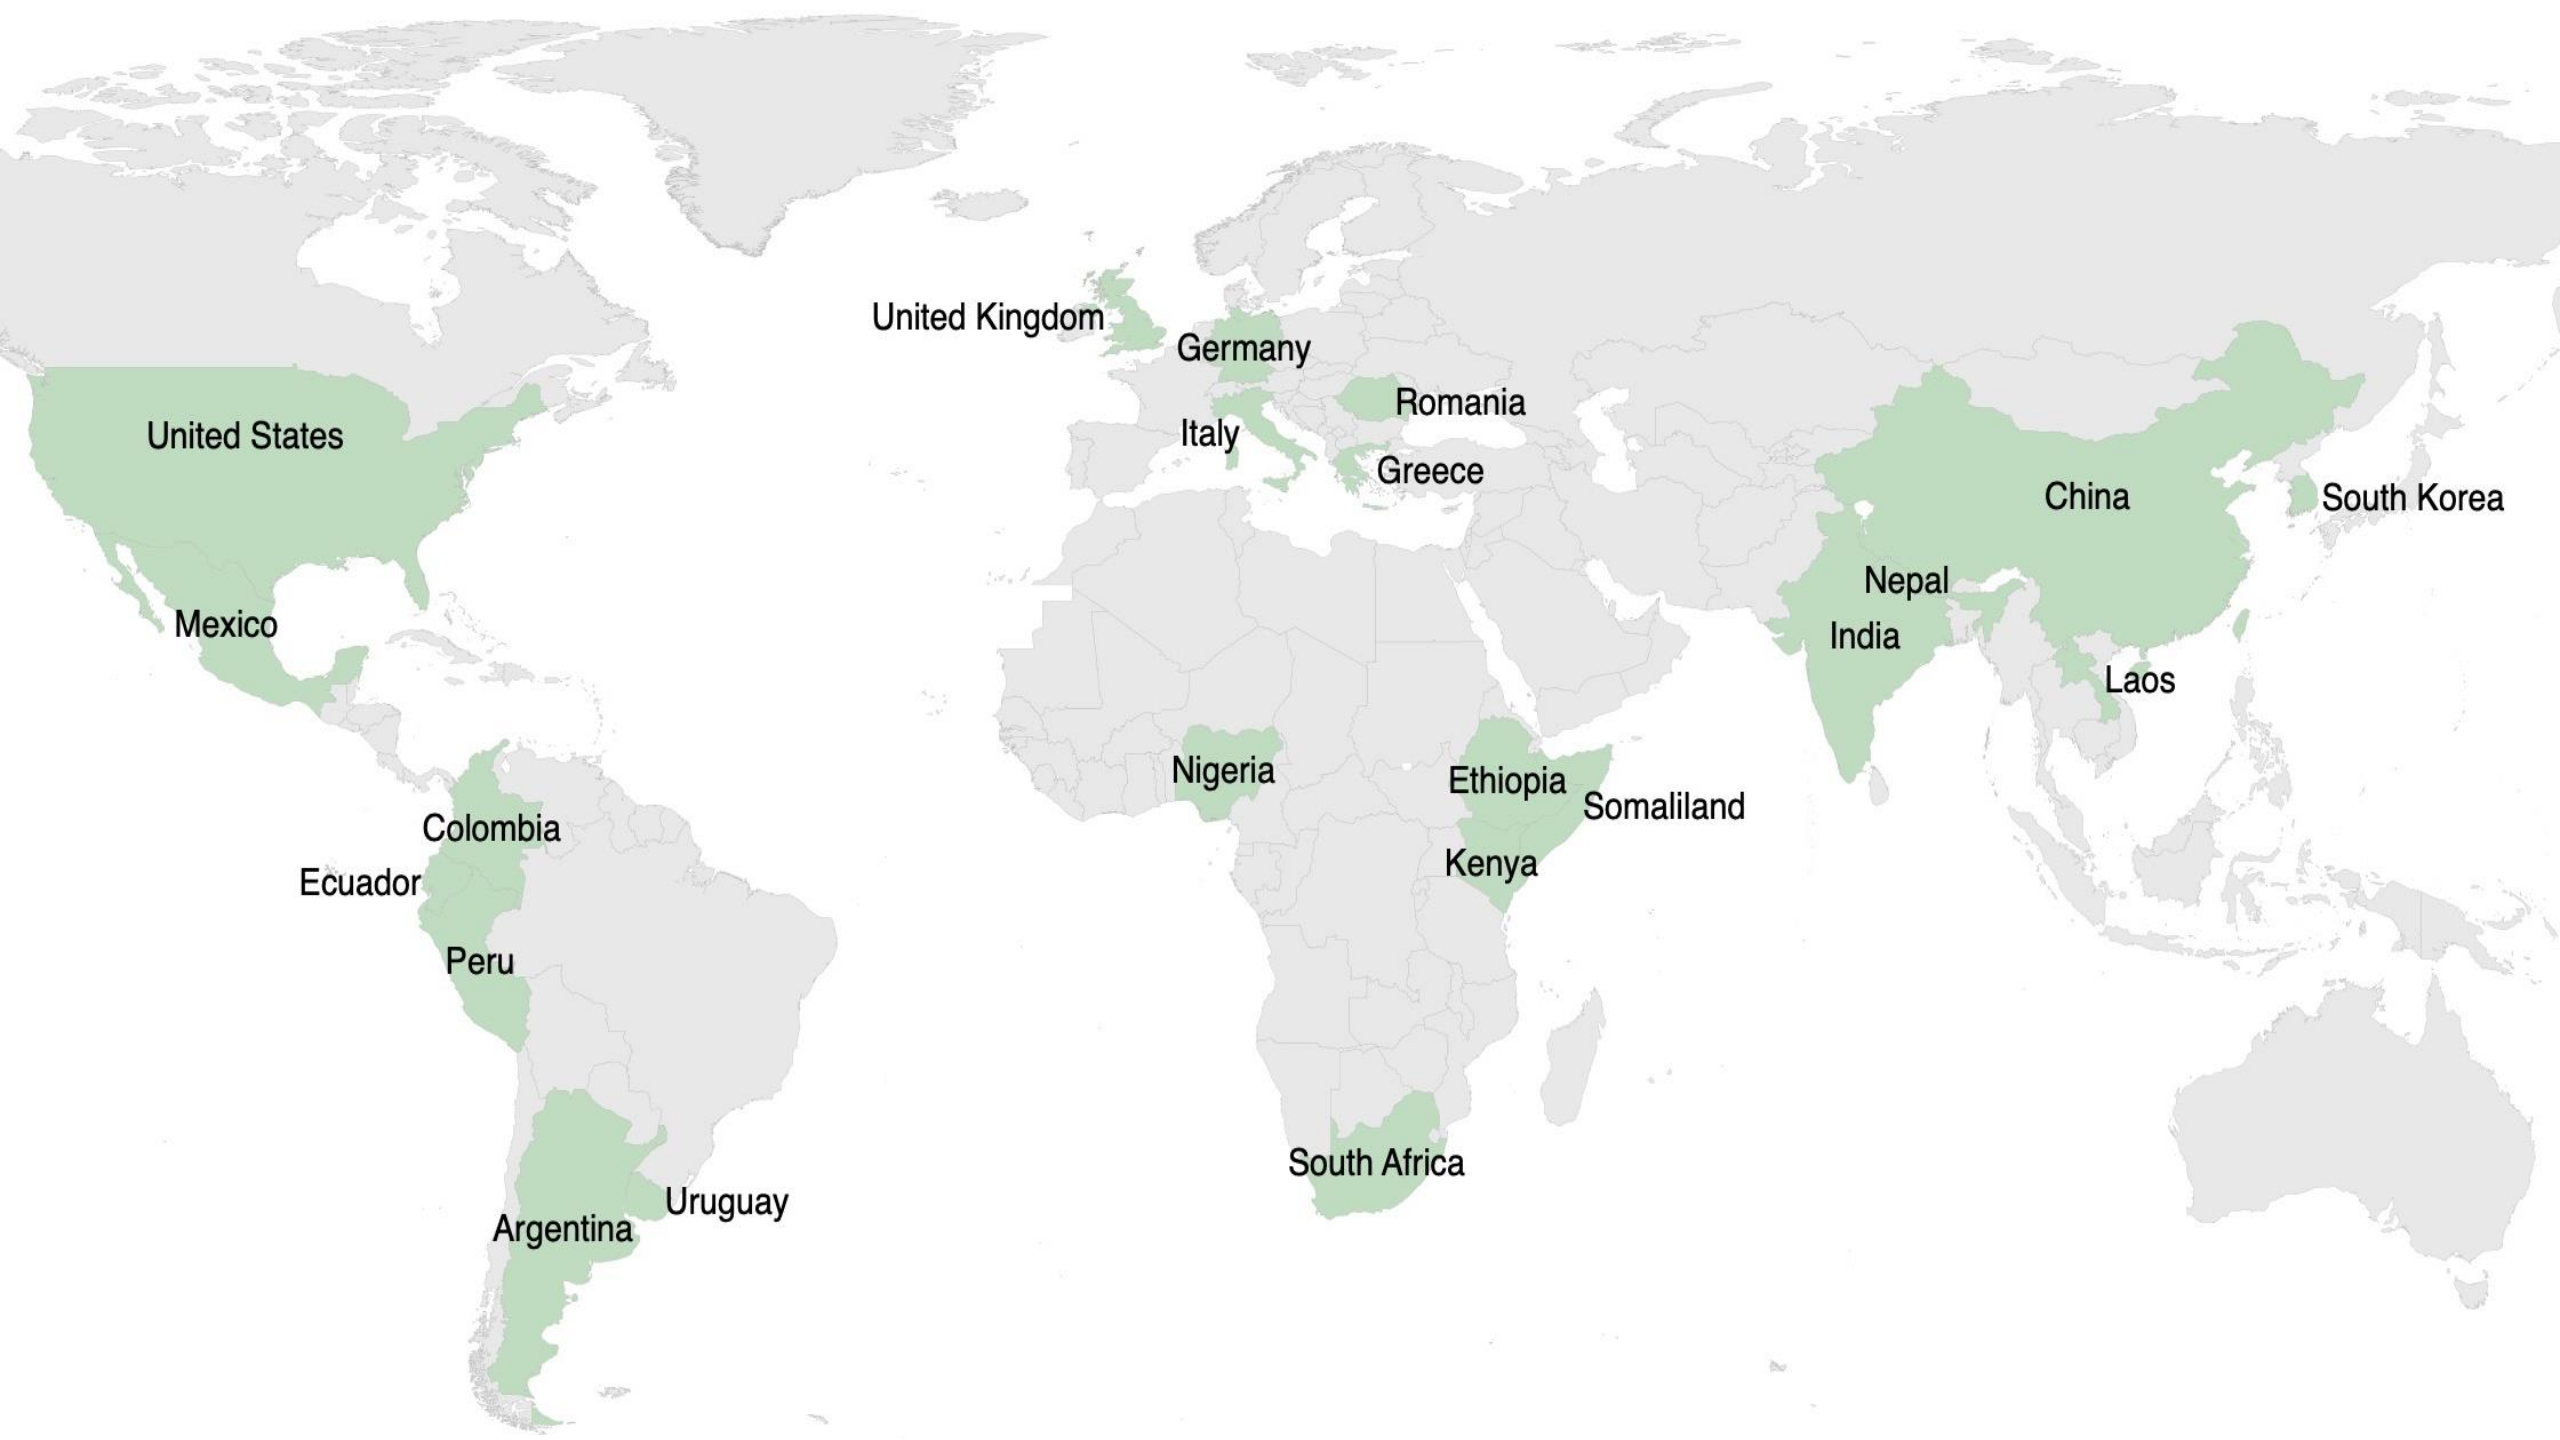 United Kingdom
Germany
Romania
United States
Italy
Greece
China
South Korea
Nepal
Mexico
India
Laos
Nigeria
Ethiopia
Somaliland
Colombia
Kenya
Ecuador
Peru
South Africa
Uruguay
Argentina